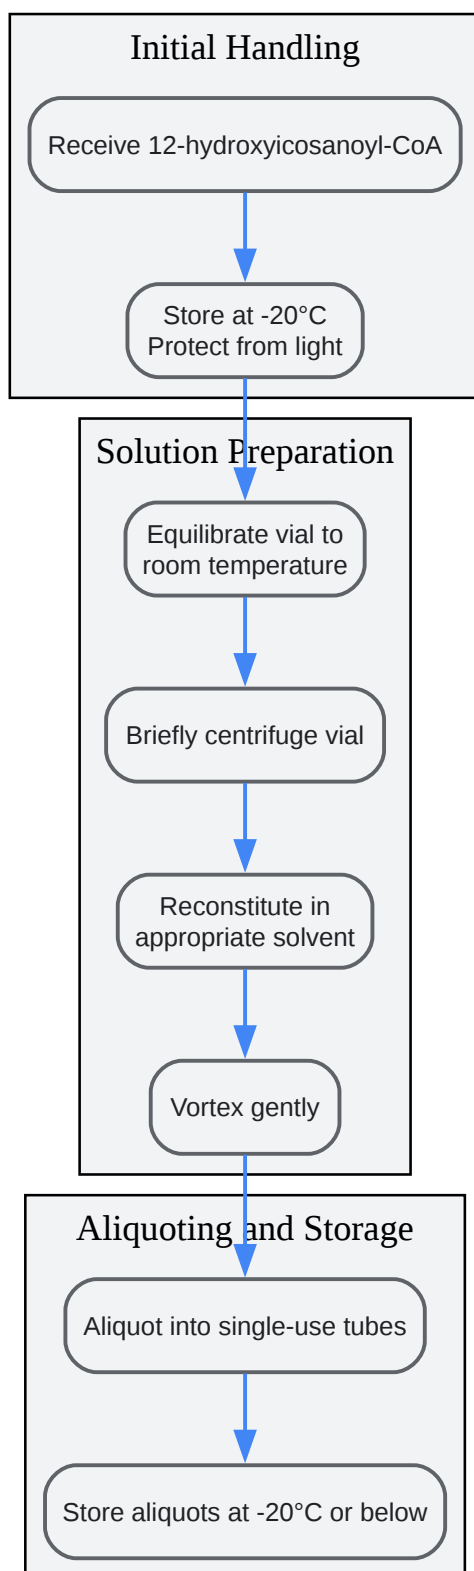 Initial Handling
Receive 12-hydroxyicosanoyl-CoA
Store at -20°C
Protect from light
Solution Preparation
Equilibrate vial to
room temperature
Briefly centrifuge vial
Reconstitute in
appropriate solvent
Vortex gently
Aliquoting and Storage
Aliquot into single-use tubes
Store aliquots at -20°C or below